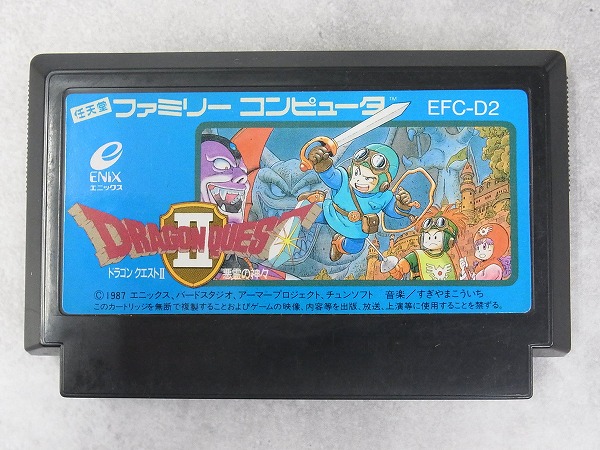 任天堂 ファミリー コンピュータ™ EFC-D2
ENIX
エニックス
DRAGON QUEST
II
ドラゴン クエストII 悪霊の神々
©1987 エニックス、バードスタジオ、アーマープロジェクト、チュンソフト 音楽/すぎやまこういち
このカートリッジを無断で複製することおよびゲームの映像、内容等を出版、放送、上演等に使用することを禁ずる。